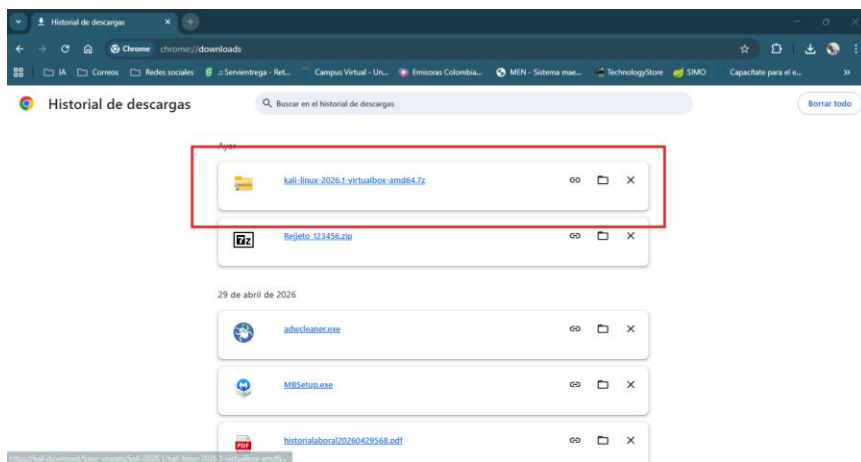 Historial de descargas
Chrome chrome://downloads
IA Correos Redes sociales .:: Servientrega - Ret... Campus Virtual - Un... Emisoras Colombia... MEN - Sistema mae... TechnologyStore SIMO Capacítate para el e... »
Historial de descargas
Buscar en el historial de descargas
Borrar todo
Ayer
kali-linux-2026.1-virtualbox-amd64.7z
7z
Rejjeto_123456.zip
29 de abril de 2026
adwcleaner.exe
MBSetup.exe
PDF
historialaboral20260429568.pdf
https://kali.download/base-images/kali-2026.1/kali-linux-2026.1-virtualbox-amd6...